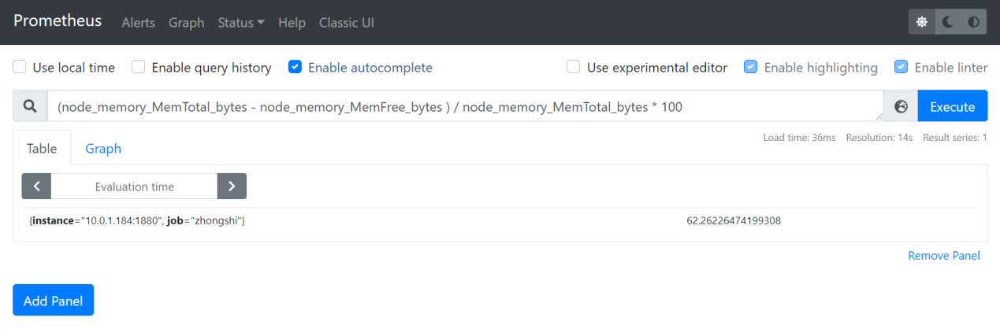 Prometheus Alerts Graph Status Help Classic UI
Use local time Enable query history Enable autocomplete Use experimental editor Enable highlighting Enable linter
(node_memory_MemTotal_bytes - node_memory_MemFree_bytes ) / node_memory_MemTotal_bytes * 100 Execute
Load time: 36ms Resolution: 14s Result series: 1
Table Graph
Evaluation time
{instance="10.0.1.184:1880", job="zhongshi"} 62.26226474199308
Remove Panel
Add Panel